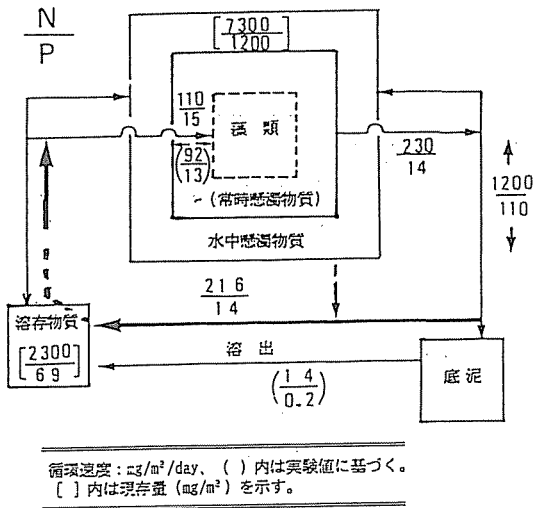 N
P
[7300
1200]
110
15
(92
13)
藻 類
(常時懸濁物質)
水中懸濁物質
230
14
1200
110
216
14
溶存物質
[2300
69]
溶 出
(14
0.2)
底 泥
循環速度：mg/m²/day、( ) 内は実験値に基づく。
[ ] 内は現存量 (mg/m²) を示す。